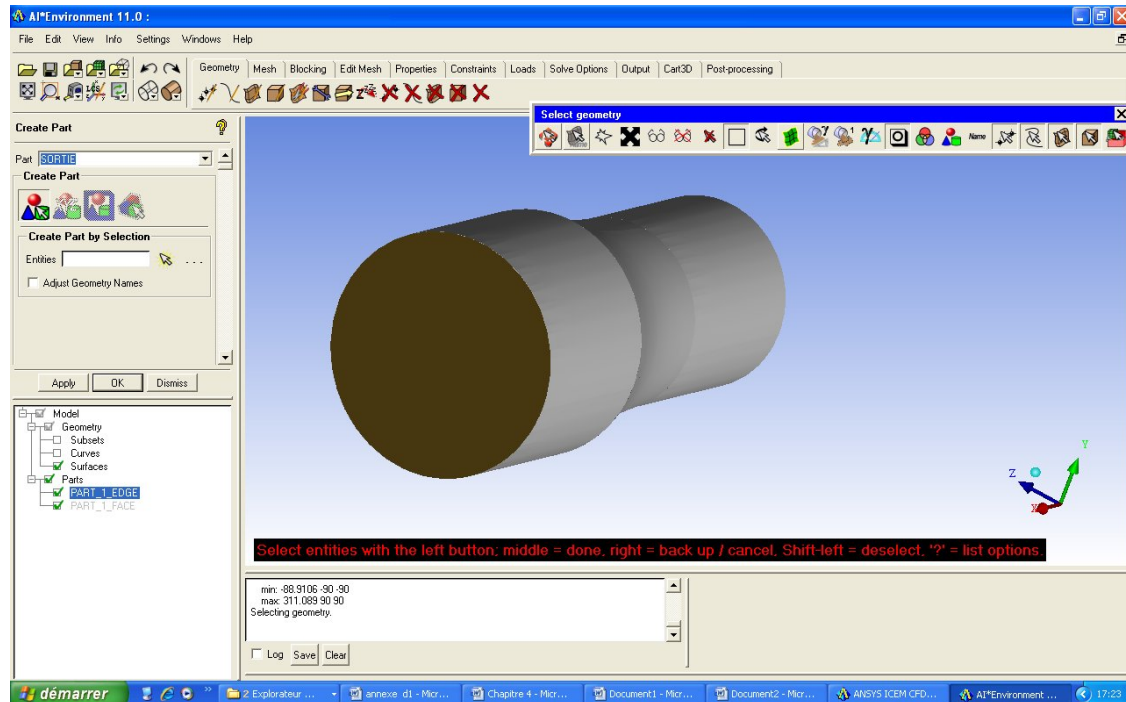 AI*Environment 11.0 :
File Edit View Info Settings Windows Help
Geometry Mesh Blocking Edit Mesh Properties Constraints Loads Solve Options Output Cart3D Post-processing
Select geometry
Name
Create Part
Part SORTIE
Create Part
Create Part by Selection
Entities ...
Adjust Geometry Names
Apply OK Dismiss
Model
Geometry
Subsets
Curves
Surfaces
Parts
PART_1_EDGE
PART_1_FACE
Y
Z
X
Select entities with the left button; middle = done, right = back up / cancel, Shift-left = deselect, '?' = list options.
min: -88.9106 -90 -90
max: 311.089 90 90
Selecting geometry.
Log Save Clear
démarrer » 2 Explorateur ... annexe d1 - Micr... Chapitre 4 - Micr... Document1 - Micr... Document2 - Micr... ANSYS ICEM CFD... AI*Environment ... 17:23